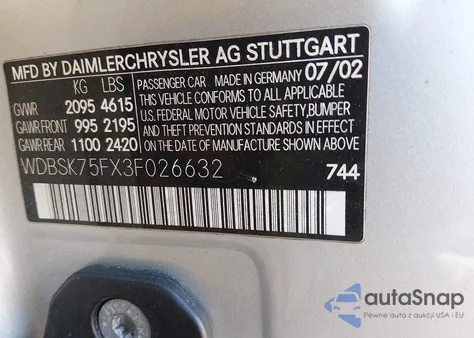 MFD BY DAIMLERCHRYSLER AG STUTTGART
KG LBS PASSENGER CAR MADE IN GERMANY 07/02
GVWR 2095 4615 THIS VEHICLE CONFORMS TO ALL APPLICABLE
GAWR FRONT 995 2195 U.S. FEDERAL MOTOR VEHICLE SAFETY, BUMPER
GAWR REAR 1100 2420 AND THEFT PREVENTION STANDARDS IN EFFECT
ON THE DATE OF MANUFACTURE SHOWN ABOVE.
WDBSK75FX3F026632 744
autoSnap
Pewne auta z aukcji USA i EU